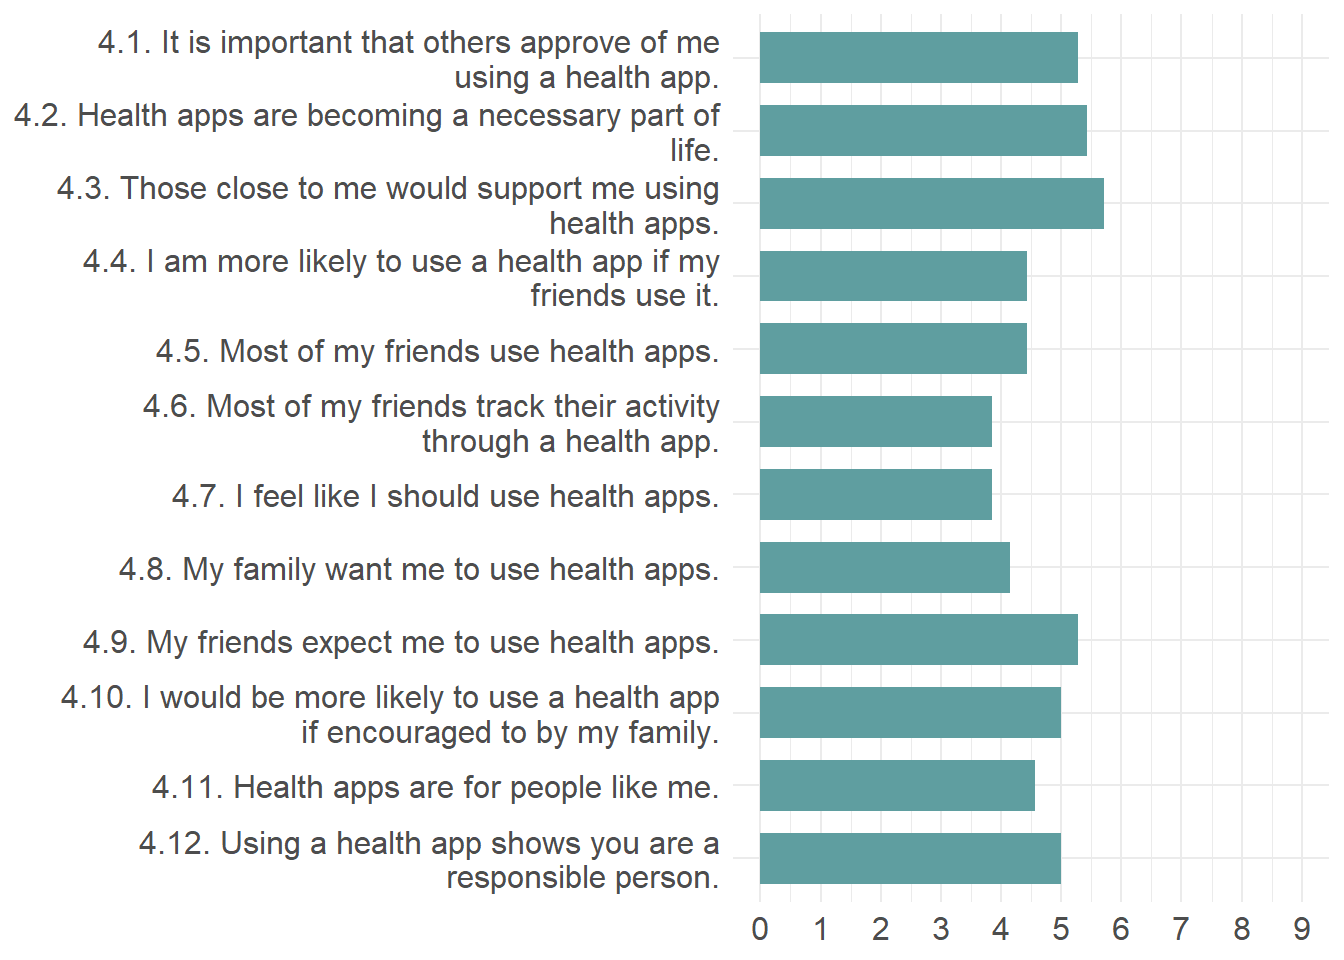 4.1. It is important that others approve of me
using a health app.
4.2. Health apps are becoming a necessary part of
life.
4.3. Those close to me would support me using
health apps.
4.4. I am more likely to use a health app if my
friends use it.
4.5. Most of my friends use health apps.
4.6. Most of my friends track their activity
through a health app.
4.7. I feel like I should use health apps.
4.8. My family want me to use health apps.
4.9. My friends expect me to use health apps.
4.10. I would be more likely to use a health app
if encouraged to by my family.
4.11. Health apps are for people like me.
4.12. Using a health app shows you are a
responsible person.
0 1 2 3 4 5 6 7 8 9